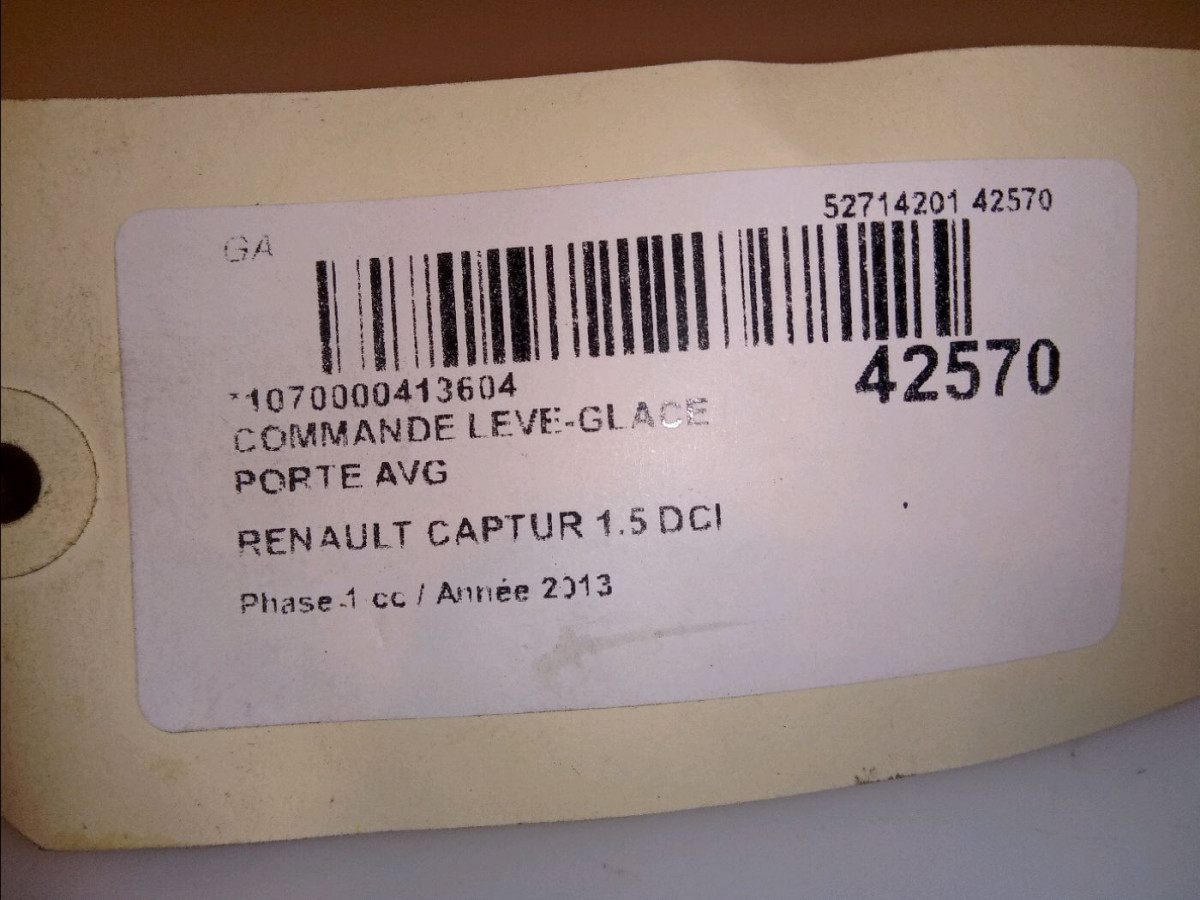 GA
52714201 42570
*1070000413604
42570
COMMANDE LEVE-GLACE
PORTE AVG
RENAULT CAPTUR 1.5 DCI
Phase 1 cc / Année 2013